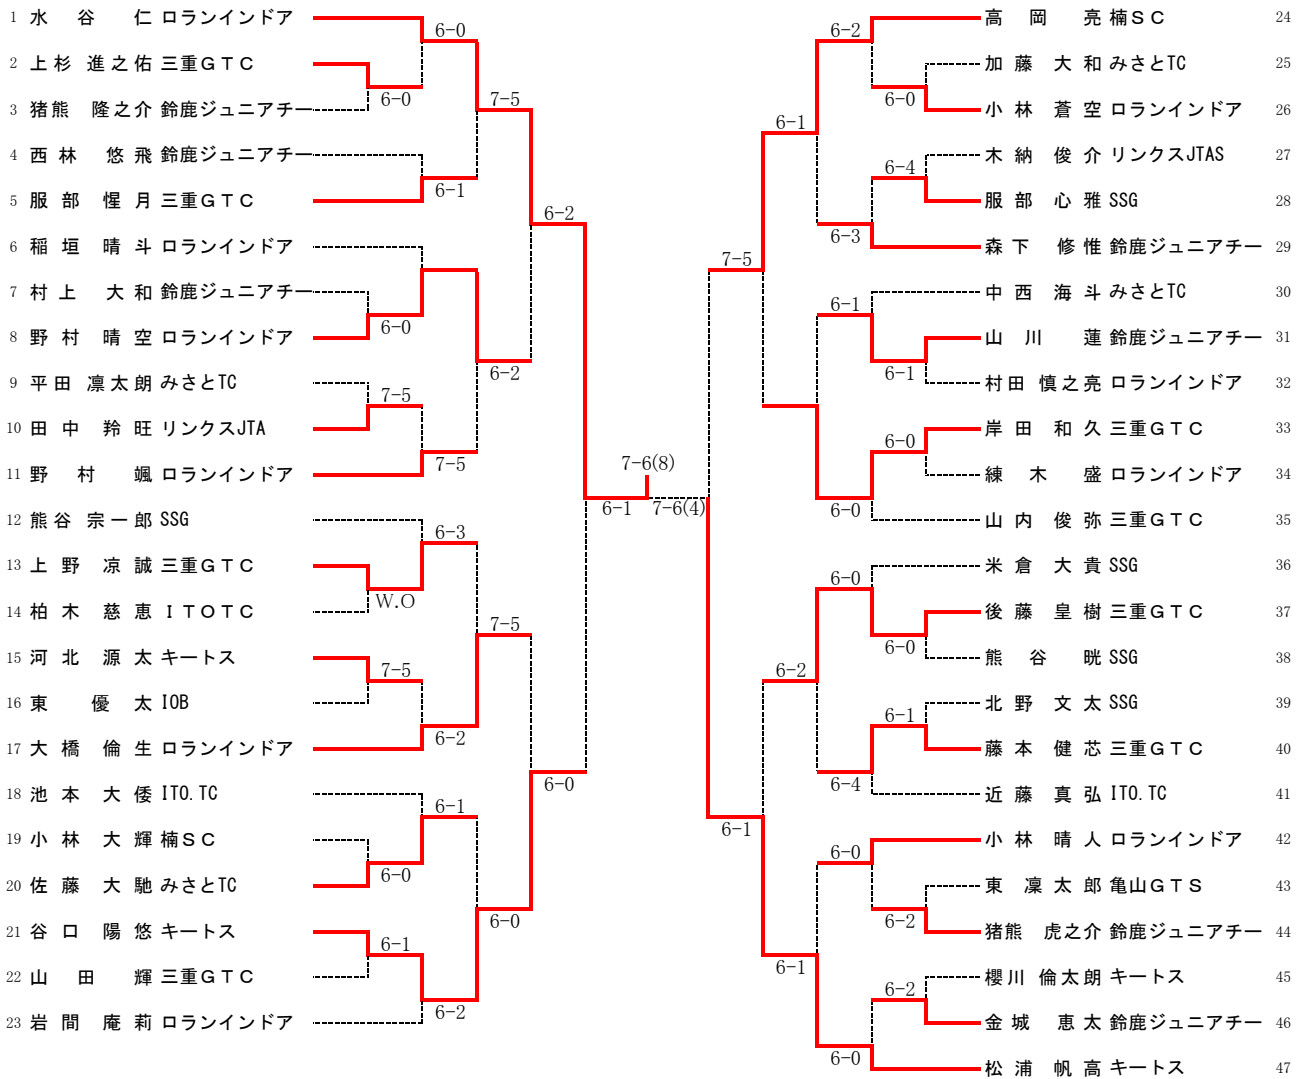 1 水谷 仁 ロランインドア
6-0
2 上杉 進之佑 三重ＧＴＣ
6-0
3 猪熊 隆之介 鈴鹿ジュニアチー
7-5
4 西林 悠飛 鈴鹿ジュニアチー
6-1
5 服部 惺月 三重ＧＴＣ
6-2
6 稲垣 晴斗 ロランインドア
7 村上 大和 鈴鹿ジュニアチー
6-0
8 野村 晴空 ロランインドア
6-2
9 平田 凛太朗 みさとTC
7-5
10 田中 羚旺 リンクスJTA
7-5
11 野村 颯 ロランインドア
7-6(8)
6-1
7-6(4)
12 熊谷 宗一郎 SSG
6-3
13 上野 凉誠 三重ＧＴＣ
W.O
14 柏木 慈恵 ＩＴＯＴＣ
7-5
15 河北 源太 キートス
7-5
16 東 優太 IOB
6-2
17 大橋 倫生 ロランインドア
6-0
18 池本 大倭 ITO.TC
6-1
19 小林 大輝 楠ＳＣ
6-0
20 佐藤 大馳 みさとTC
6-0
21 谷口 陽悠 キートス
6-1
22 山田 輝 三重ＧＴＣ
6-2
23 岩間 庵莉 ロランインドア
高岡 亮 楠ＳＣ 24
6-2
加藤 大和 みさとTC 25
6-0
小林 蒼空 ロランインドア 26
6-1
木納 俊介 リンクスJTAS 27
6-4
服部 心雅 SSG 28
6-3
森下 修惟 鈴鹿ジュニアチー 29
7-5
中西 海斗 みさとTC 30
6-1
山川 蓮 鈴鹿ジュニアチー 31
6-1
村田 慎之亮 ロランインドア 32
岸田 和久 三重ＧＴＣ 33
6-0
練木 盛 ロランインドア 34
6-0
山内 俊弥 三重ＧＴＣ 35
米倉 大貴 SSG 36
6-0
後藤 皇樹 三重ＧＴＣ 37
6-0
熊谷 晄 SSG 38
6-2
北野 文太 SSG 39
6-1
藤本 健芯 三重ＧＴＣ 40
6-4
近藤 真弘 ITO.TC 41
6-1
小林 晴人 ロランインドア 42
6-0
東 凜太郎 亀山ＧＴＳ 43
6-2
猪熊 虎之介 鈴鹿ジュニアチー 44
6-1
櫻川 倫太朗 キートス 45
6-2
金城 恵太 鈴鹿ジュニアチー 46
6-0
松浦 帆高 キートス 47